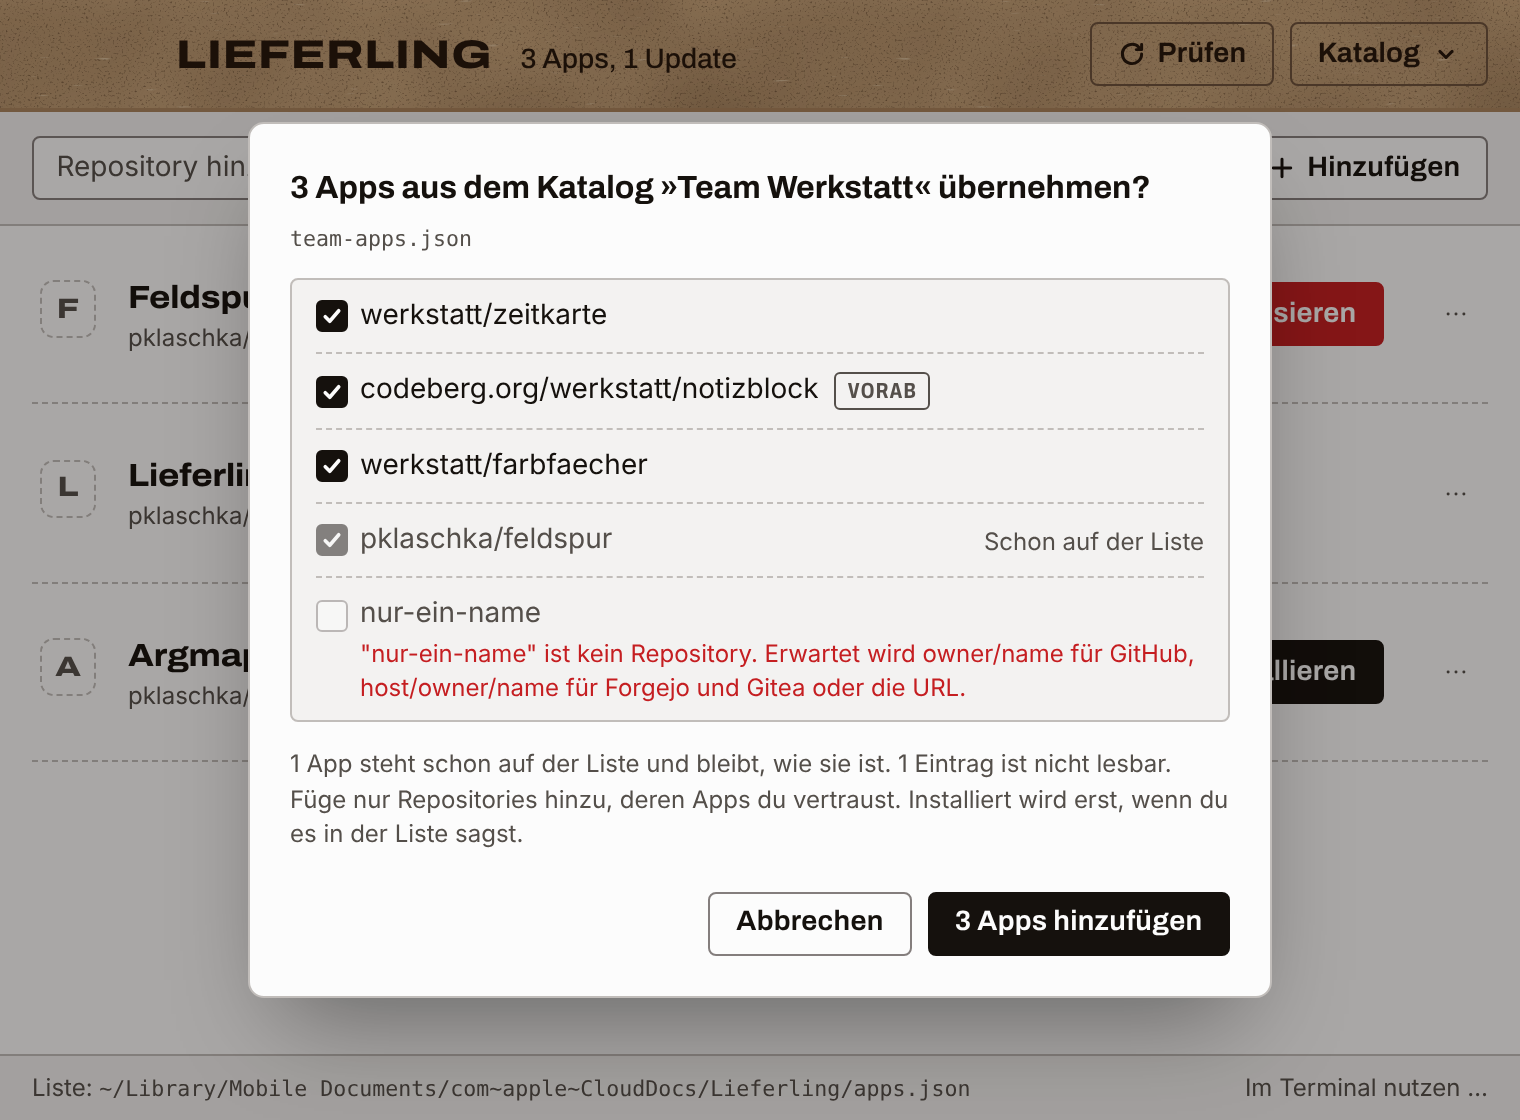 LIEFERLING 3 Apps, 1 Update Prüfen Katalog
Repository hin
+ Hinzufügen
3 Apps aus dem Katalog »Team Werkstatt« übernehmen?
team-apps.json
werkstatt/zeitkarte
codeberg.org/werkstatt/notizblock VORAB
werkstatt/farbfaecher
pklaschka/feldspur Schon auf der Liste
nur-ein-name
"nur-ein-name" ist kein Repository. Erwartet wird owner/name für GitHub,
host/owner/name für Forgejo und Gitea oder die URL.
1 App steht schon auf der Liste und bleibt, wie sie ist. 1 Eintrag ist nicht lesbar.
Füge nur Repositories hinzu, deren Apps du vertraust. Installiert wird erst, wenn du
es in der Liste sagst.
Abbrechen 3 Apps hinzufügen
F Feldspu
sieren ...
pklaschka/
L Lieferli
...
pklaschka/
A Argmap
llieren ...
pklaschka/
Liste: ~/Library/Mobile Documents/com~apple~CloudDocs/Lieferling/apps.json Im Terminal nutzen ...